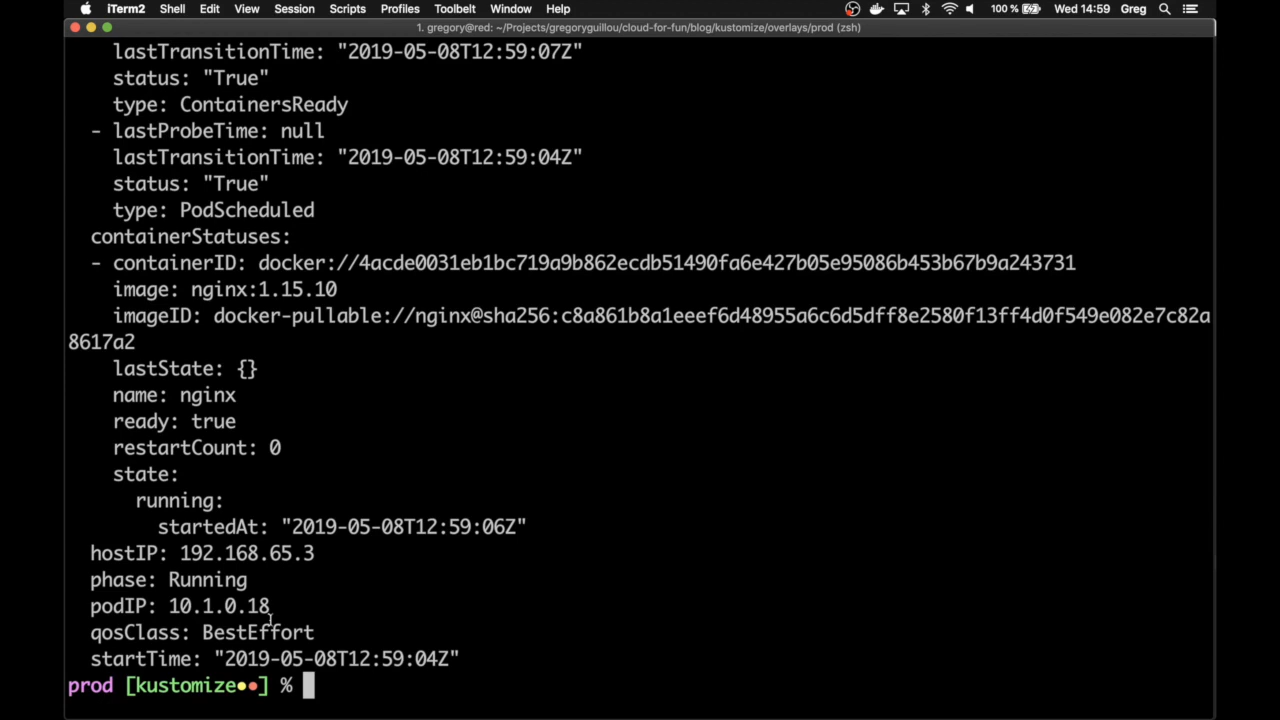 iTerm2 Shell Edit View Session Scripts Profiles Toolbelt Window Help 100 % Wed 14:59 Greg
1. gregory@red: ~/Projects/gregoryguillou/cloud-for-fun/blog/kustomize/overlays/prod (zsh)
lastTransitionTime: "2019-05-08T12:59:07Z"
status: "True"
type: ContainersReady
- lastProbeTime: null
lastTransitionTime: "2019-05-08T12:59:04Z"
status: "True"
type: PodScheduled
containerStatuses:
- containerID: docker://4acde0031eb1bc719a9b862ecdb51490fa6e427b05e95086b453b67b9a243731
image: nginx:1.15.10
imageID: docker-pullable://nginx@sha256:c8a861b8a1eeef6d48955a6c6d5dff8e2580f13ff4d0f549e082e7c82a
8617a2
lastState: {}
name: nginx
ready: true
restartCount: 0
state:
running:
startedAt: "2019-05-08T12:59:06Z"
hostIP: 192.168.65.3
phase: Running
podIP: 10.1.0.18
qosClass: BestEffort
startTime: "2019-05-08T12:59:04Z"
prod [kustomize●●] %